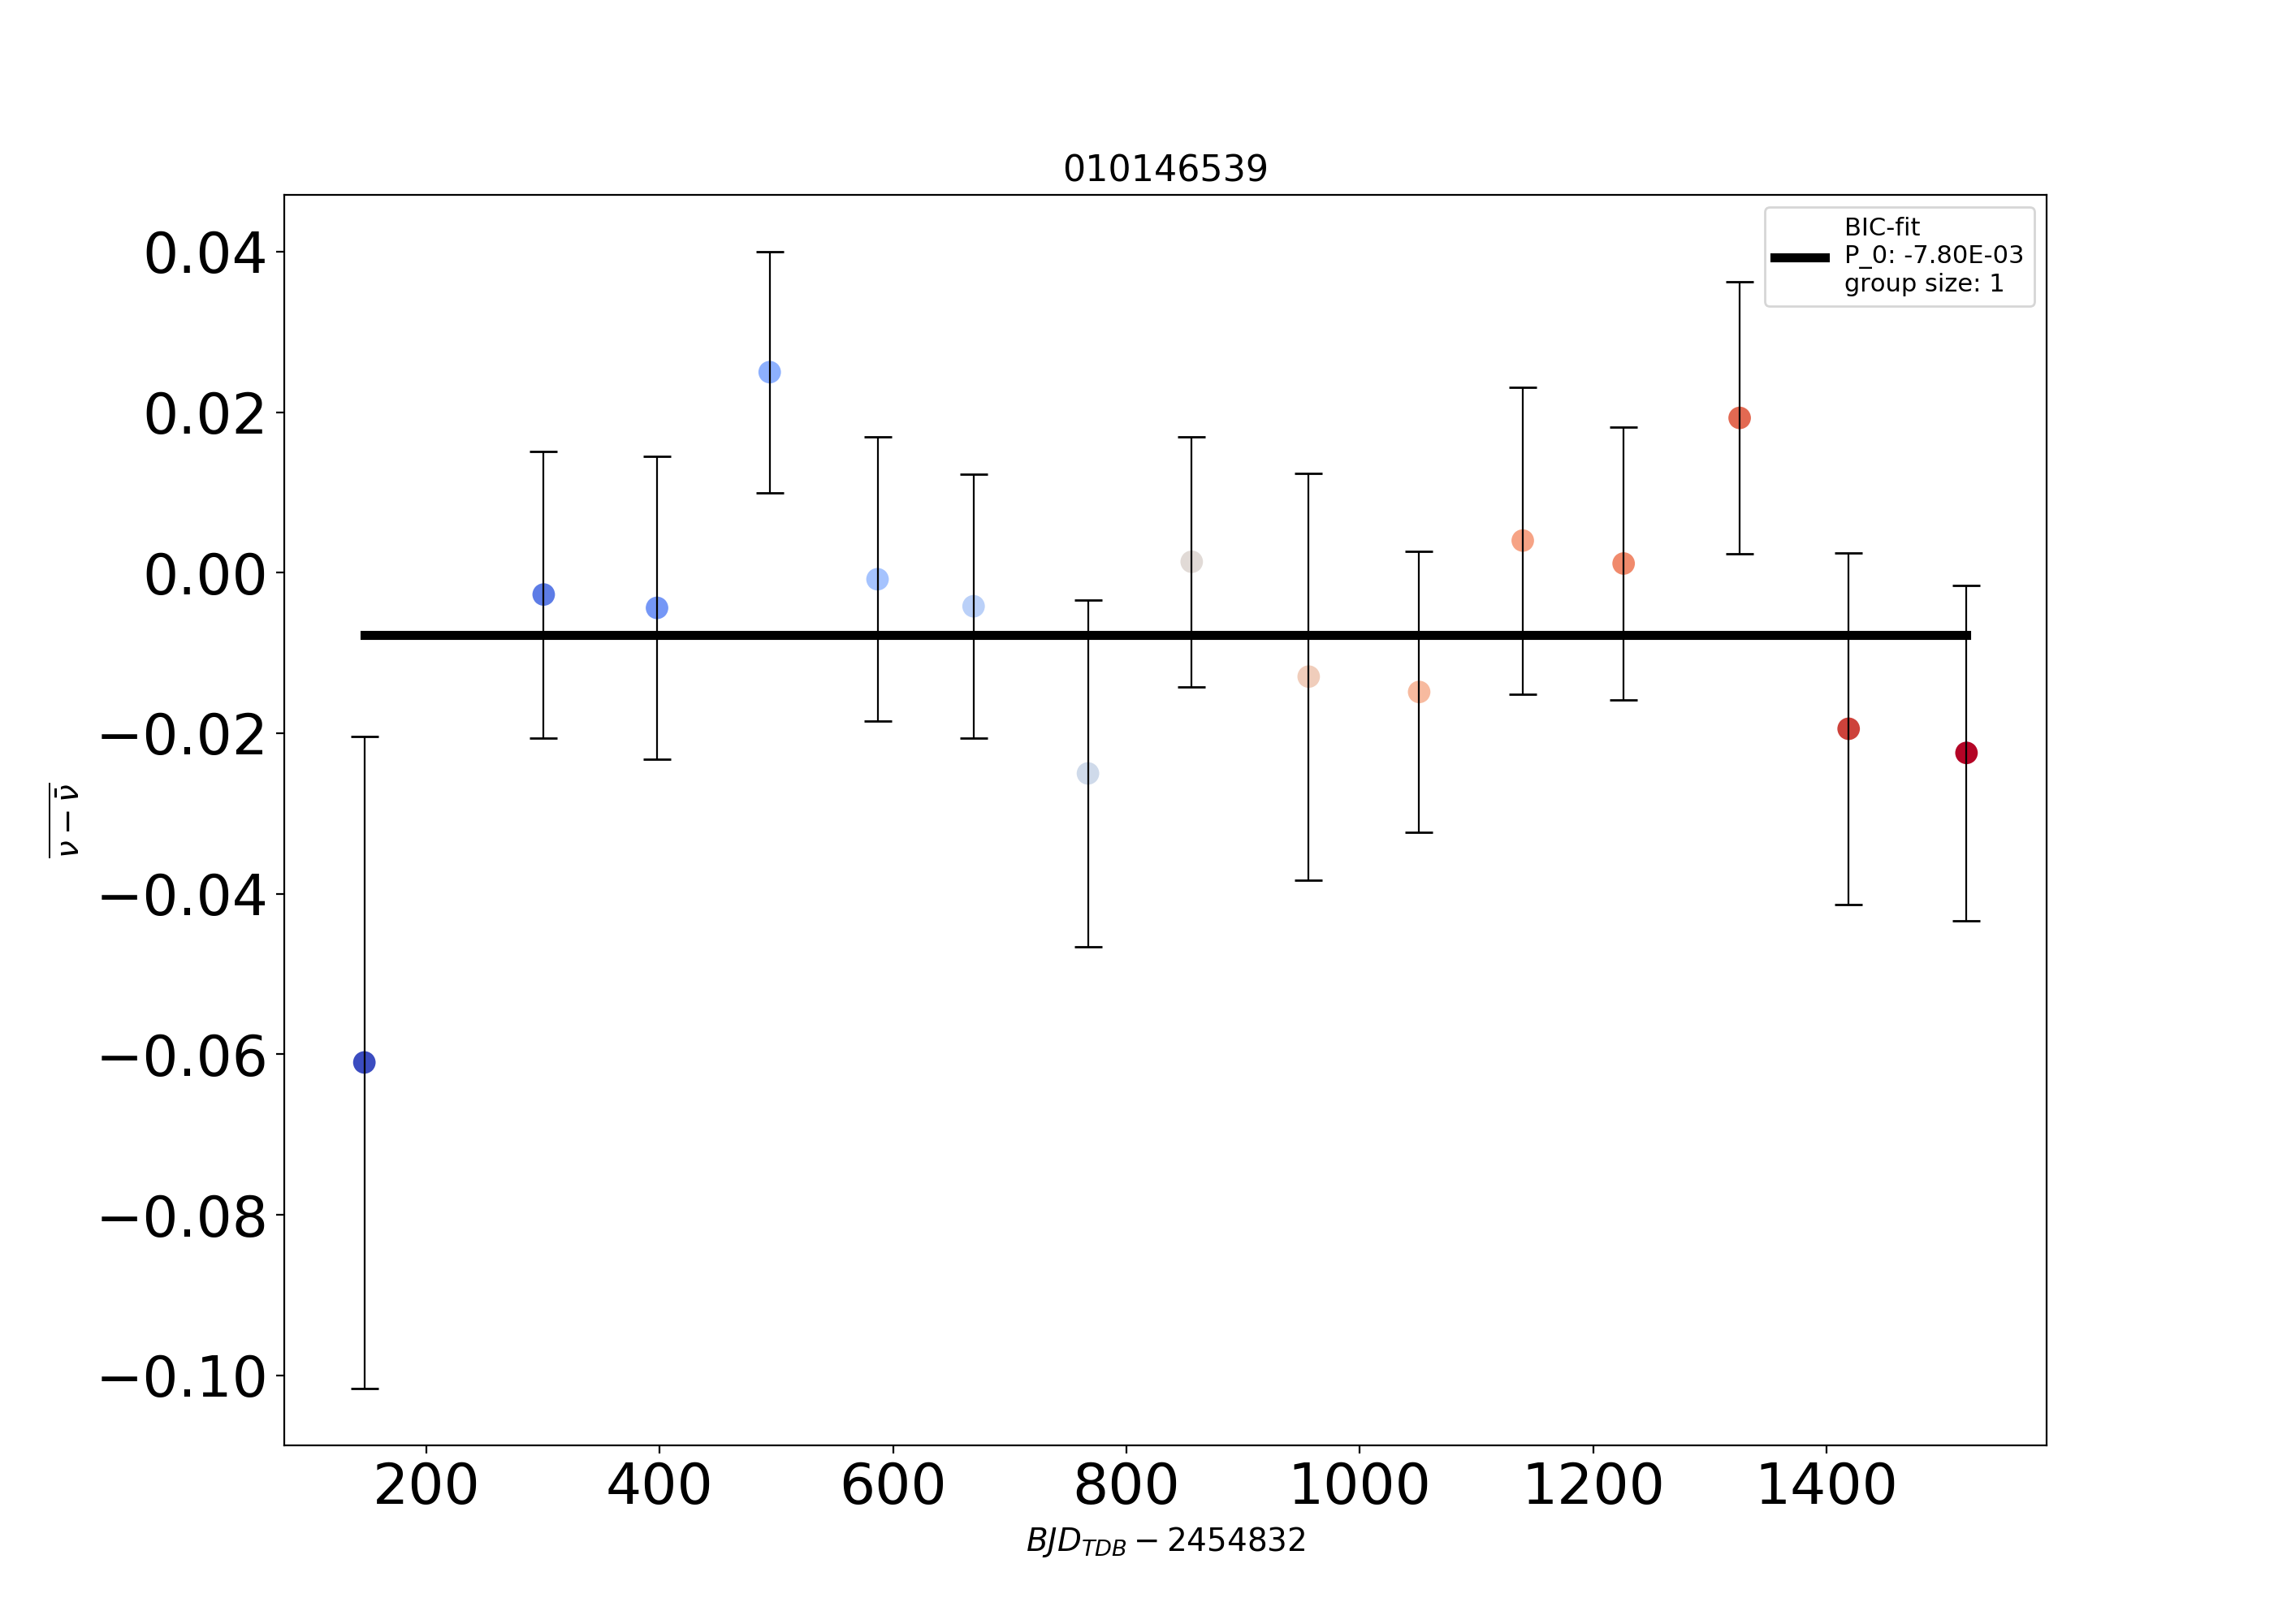 010146539
BIC-fit
P_0: -7.80E-03
group size: 1
0.04
0.02
0.00
−0.02
−0.04
−0.06
−0.08
−0.10
ν − ν̄
200 400 600 800 1000 1200 1400
BJD_TDB − 2454832